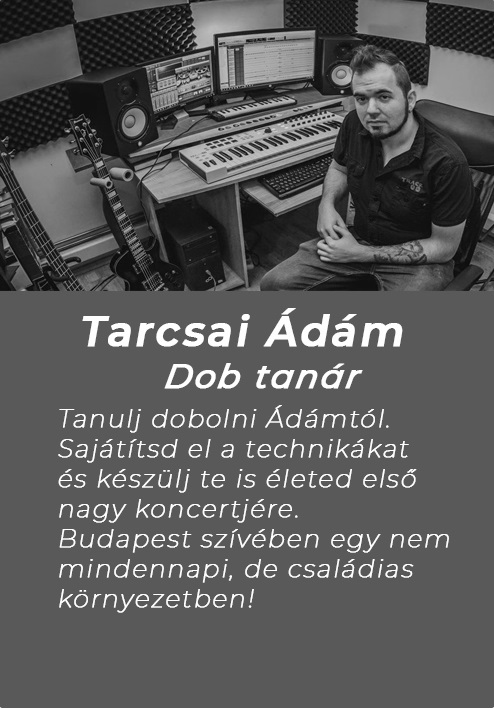 Tarcsai Ádám
Dob tanár
Tanulj dobolni Ádámtól.
Sajátítsd el a technikákat
és készülj te is életed első
nagy koncertjére.
Budapest szívében egy nem
mindennapi, de családias
környezetben!